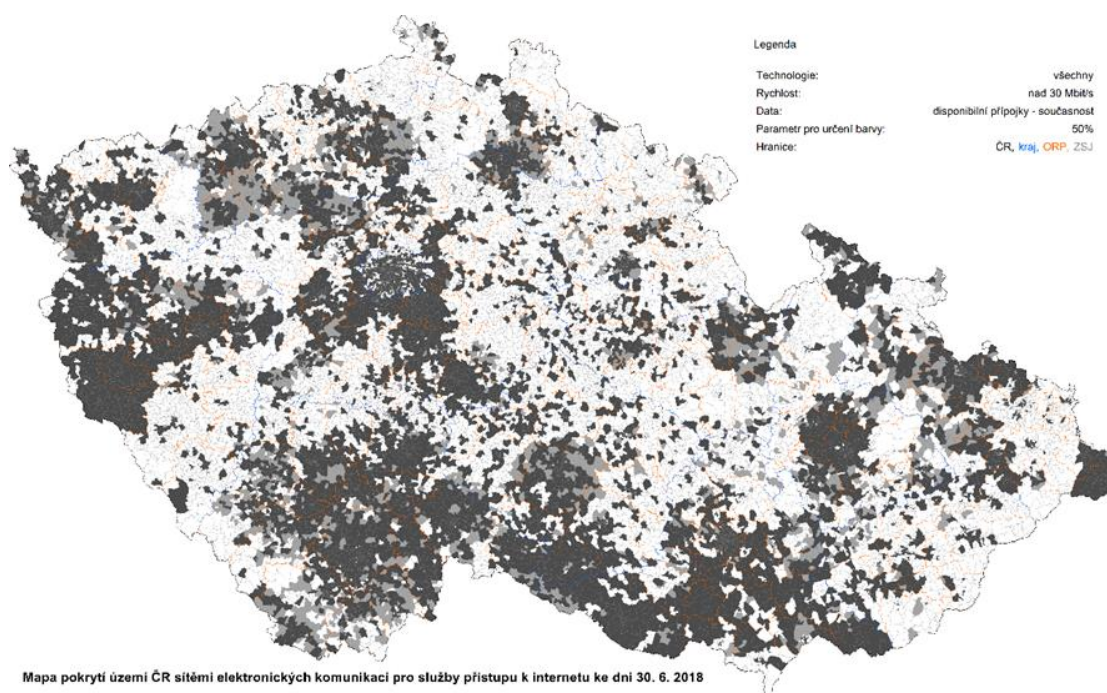 Legenda
Technologie: všechny
Rychlost: nad 30 Mbit/s
Data: disponibilní přípojky - současnost
Parametr pro určení barvy: 50%
Hranice: ČR, kraj, ORP, ZSJ
Mapa pokrytí území ČR sítěmi elektronických komunikací pro služby přístupu k internetu ke dni 30. 6. 2018